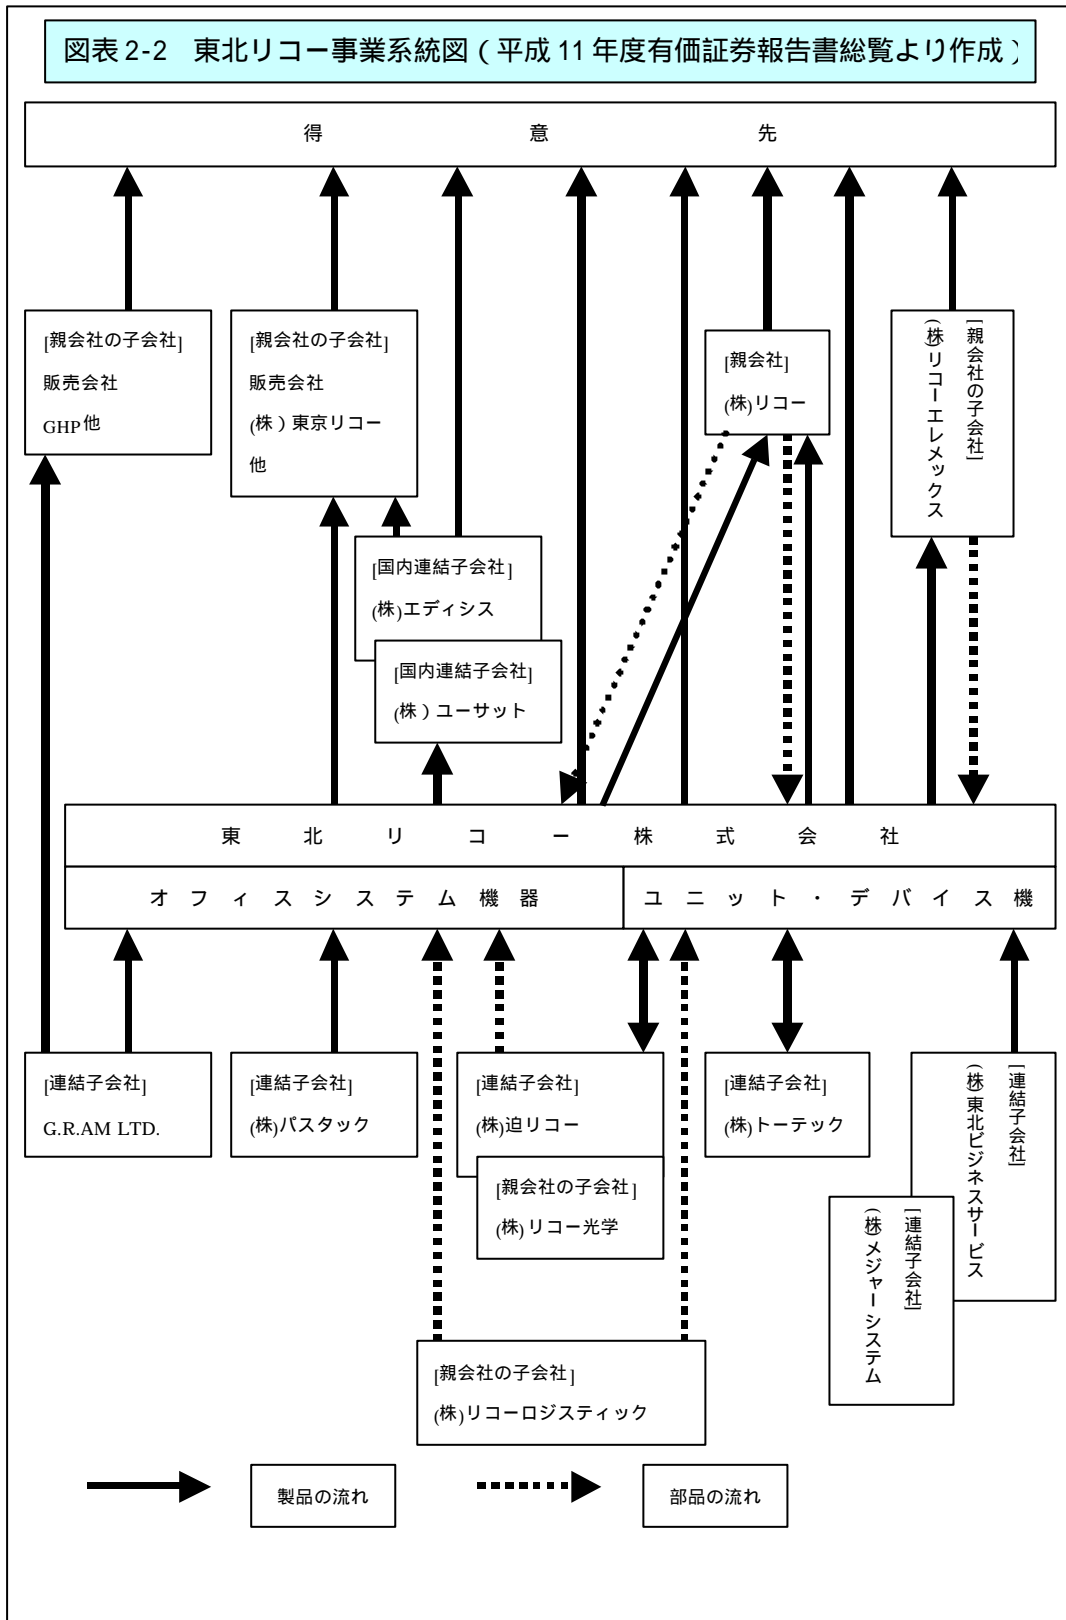 図表 2-2 東北リコー事業系統図（平成 11 年度有価証券報告書総覧より作成）
得意先
[親会社の子会社]
販売会社
GHP他
[親会社の子会社]
販売会社
(株）東京リコー
他
[親会社]
(株)リコー
[親会社の子会社]
(株)リコーエレメックス
[国内連結子会社]
(株)エディシス
[国内連結子会社]
(株）ユーサット
東北リコー株式会社
オフィスシステム機器
ユニット・デバイス機
[連結子会社]
G.R.AM LTD.
[連結子会社]
(株)パスタック
[連結子会社]
(株)迫リコー
[親会社の子会社]
(株)リコー光学
[連結子会社]
(株)トーテック
[連結子会社]
(株)東北ビジネスサービス
[連結子会社]
(株)メジャーシステム
[親会社の子会社]
(株)リコーロジスティック
製品の流れ
部品の流れ